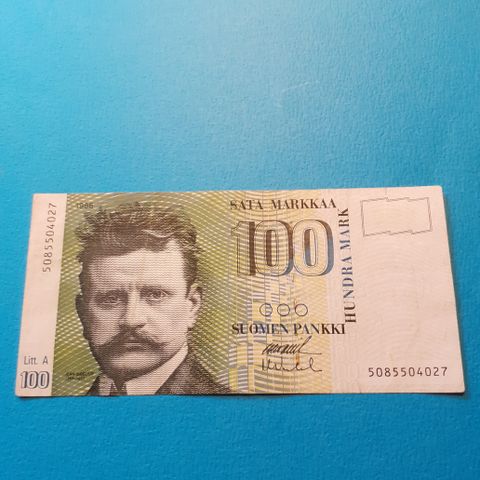 1986
SATA MARKKAA
100
HUNDRA MARK
SUOMEN PANKKI
5085504027
Litt. A
100
5085504027